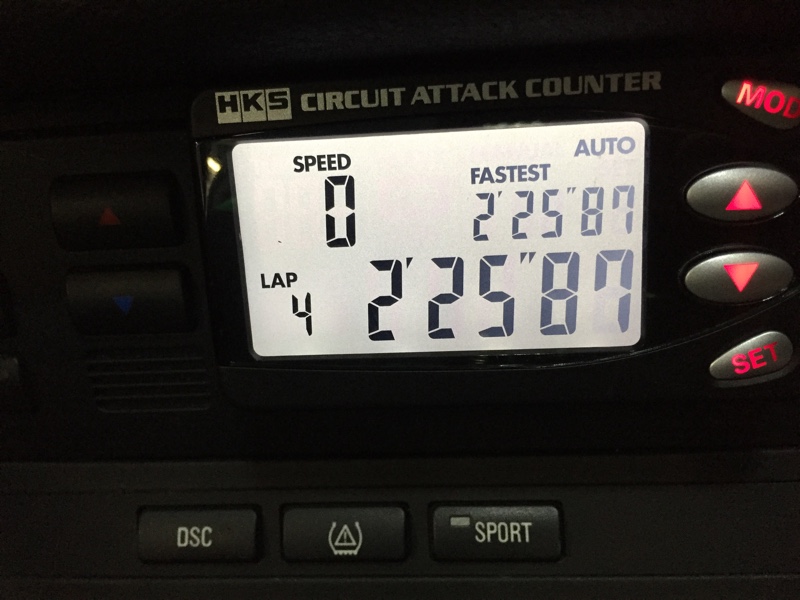 HKS CIRCUIT ATTACK COUNTER
MOD
AUTO
SPEED
0
FASTEST
2'25"87
LAP
4
2'25"87
SET
DSC
SPORT